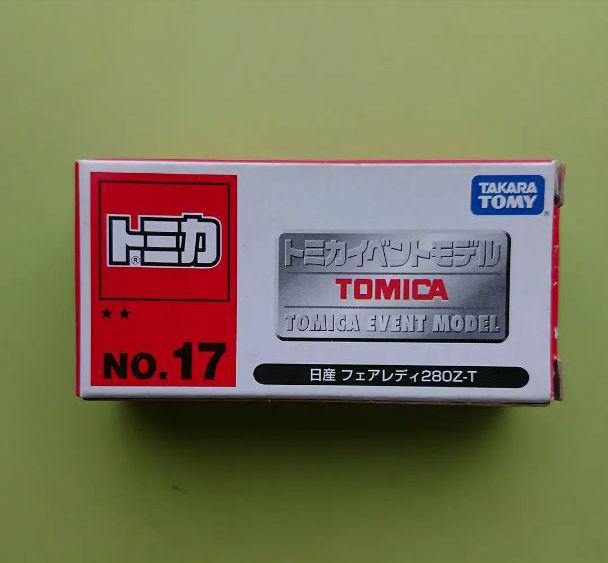 トミカ
®
★★
NO.17
TAKARA
TOMY®
トミカイベントモデル
TOMICA
TOMICA EVENT MODEL
日産 フェアレディ280Z-T